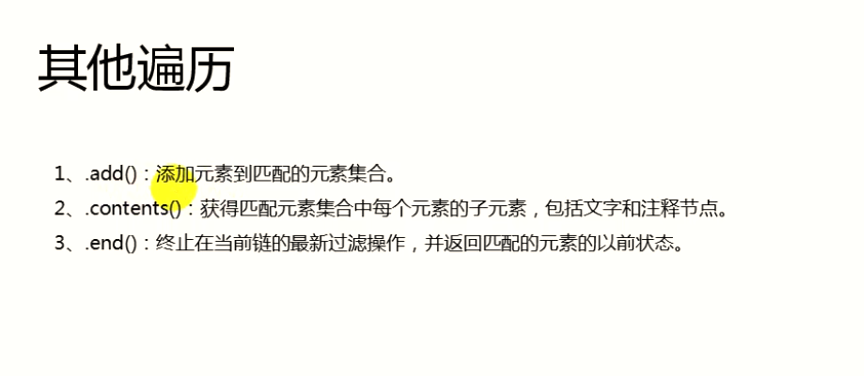 其他遍历
1、.add()：添加元素到匹配的元素集合。
2、.contents()：获得匹配元素集合中每个元素的子元素，包括文字和注释节点。
3、.end()：终止在当前链的最新过滤操作，并返回匹配的元素的以前状态。